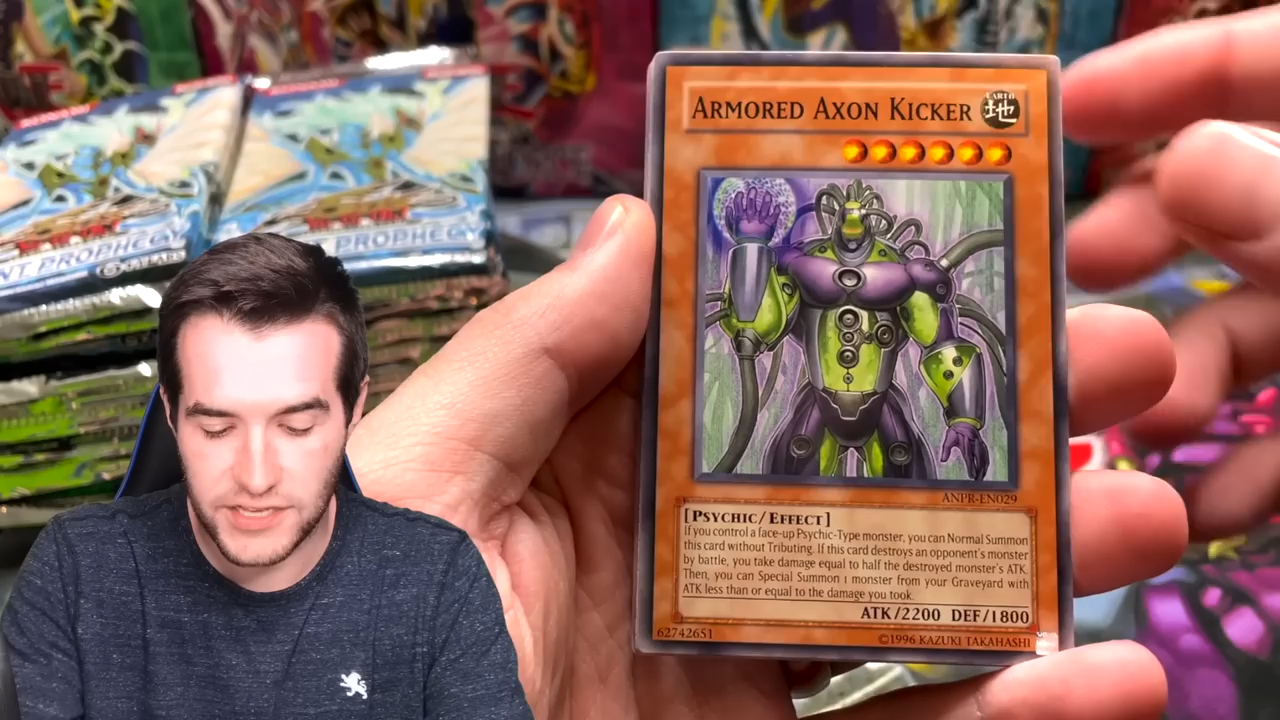 ARMORED AXON KICKER
EARTH
地
ANPR-EN029
[PSYCHIC/EFFECT]
If you control a face-up Psychic-Type monster, you can Normal Summon
this card without Tributing. If this card destroys an opponent's monster
by battle, you take damage equal to half the destroyed monster's ATK.
Then, you can Special Summon 1 monster from your Graveyard with
ATK less than or equal to the damage you took.
ATK/2200 DEF/1800
62742651
©1996 KAZUKI TAKAHASHI
NT PROPHECY
T PROPHECY